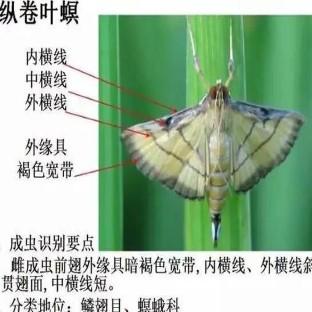 纵卷叶螟
内横线
中横线
外横线
外缘具
褐色宽带
. 成虫识别要点
雌成虫前翅外缘具暗褐色宽带,内横线、外横线斜
贯翅面,中横线短。
. 分类地位：鳞翅目、螟蛾科